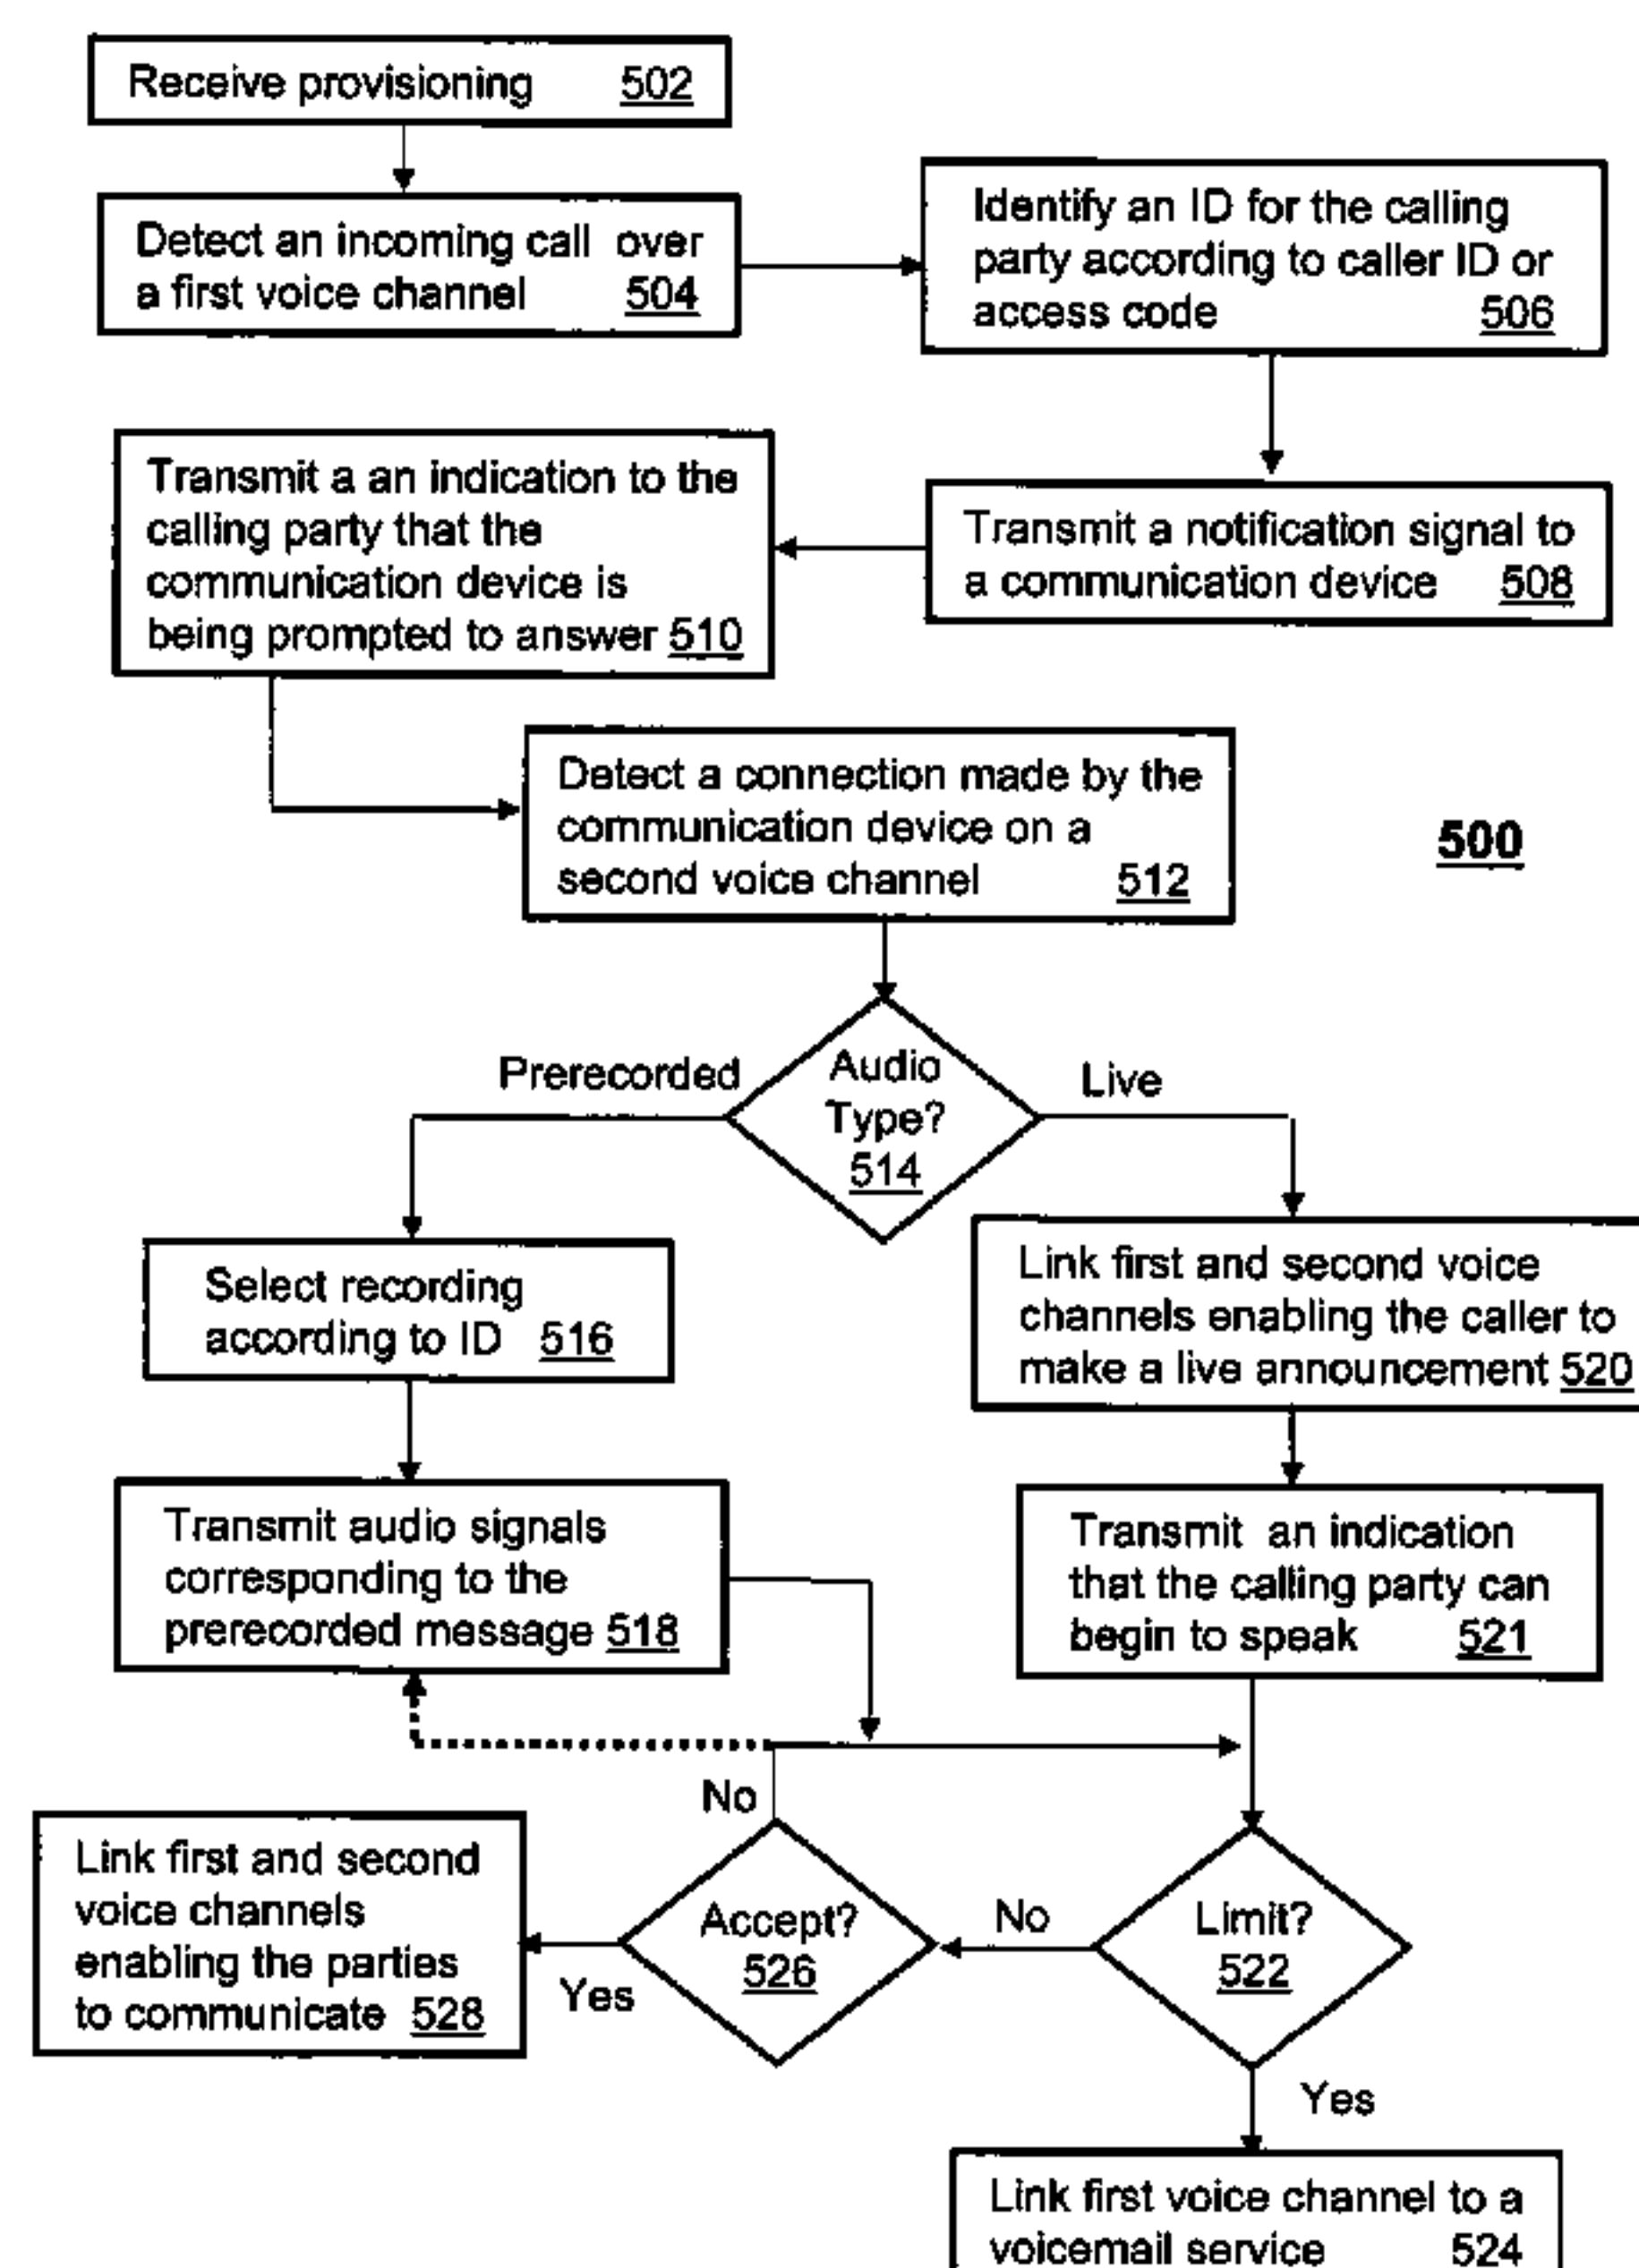 Receive provisioning 502
Detect an incoming call over
a first voice channel 504
Identify an ID for the calling
party according to caller ID or
access code 506
Transmit a notification signal to
a communication device 508
Transmit a an indication to the
calling party that the
communication device is
being prompted to answer 510
Detect a connection made by the
communication device on a
second voice channel 512
500
Audio
Type?
514
Prerecorded
Live
Select recording
according to ID 516
Link first and second voice
channels enabling the caller to
make a live announcement 520
Transmit audio signals
corresponding to the
prerecorded message 518
Transmit an indication
that the calling party can
begin to speak 521
No
Link first and second
voice channels
enabling the parties
to communicate 528
Yes
Accept?
526
No
Limit?
522
Yes
Link first voice channel to a
voicemail service 524